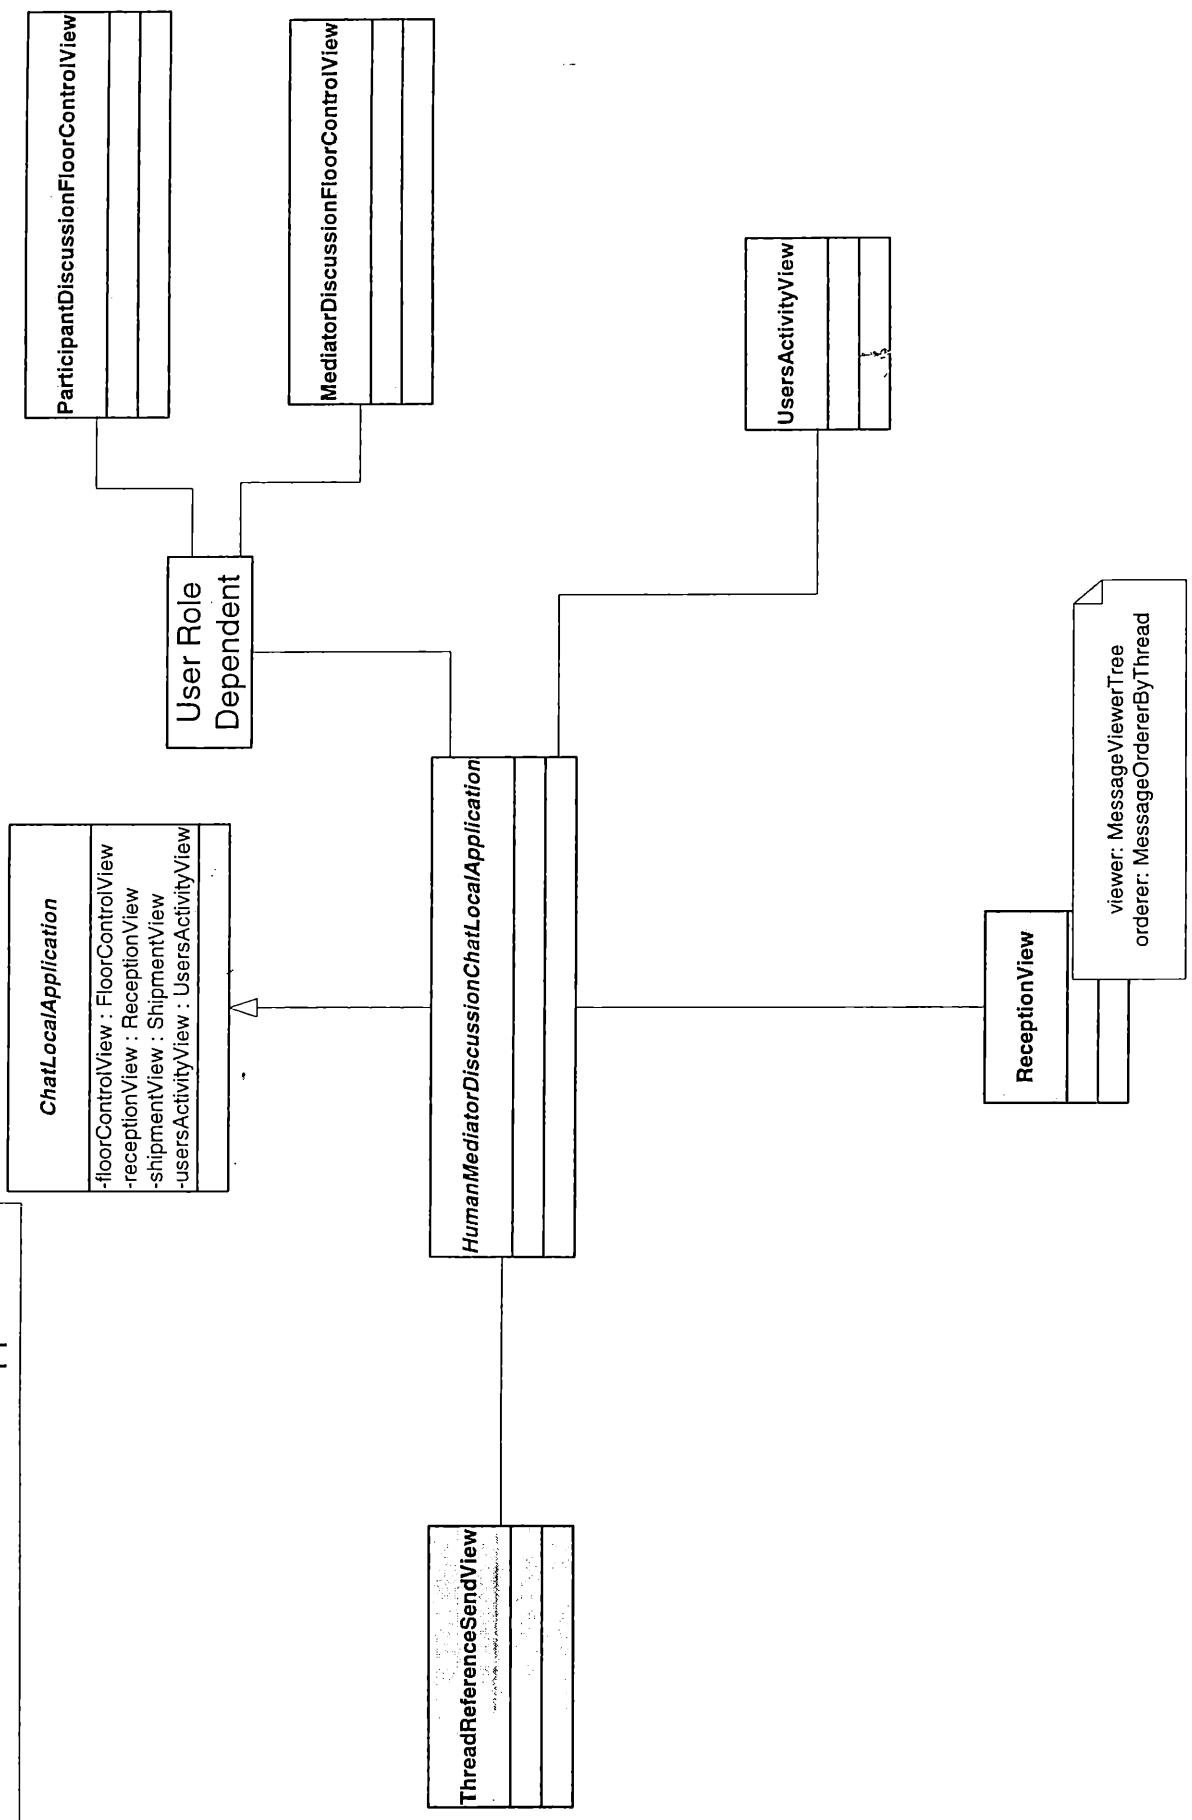 ChatLocalApplication
-floorControlView : FloorControlView
-receptionView : ReceptionView
-shipmentView : ShipmentView
-usersActivityView : UsersActivityView
User Role
Dependent
ParticipantDiscussionFloorControlView
MediatorDiscussionFloorControlView
ThreadReferenceSendView
HumanMediatorDiscussionChatLocalApplication
UsersActivityView
ReceptionView
viewer: MessageViewerTree
orderer: MessageOrdererByThread